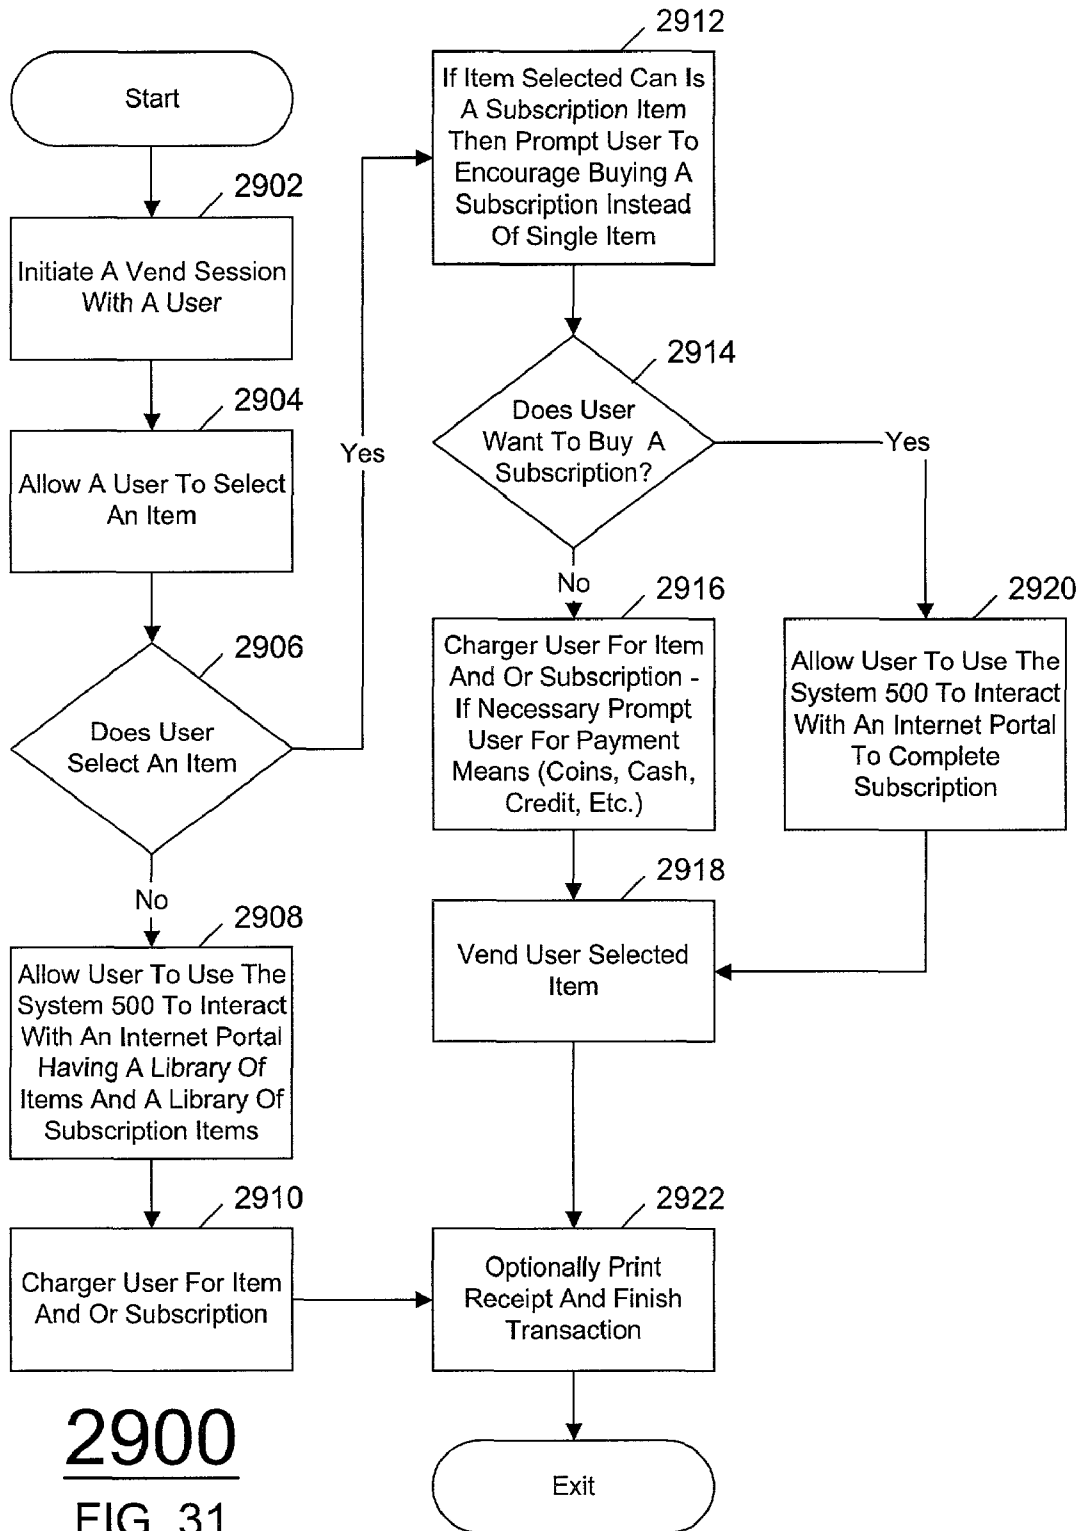 Start
2902
Initiate A Vend Session
With A User
2904
Allow A User To Select
An Item
2906
Does User
Select An Item
Yes
No
2908
Allow User To Use The
System 500 To Interact
With An Internet Portal
Having A Library Of
Items And A Library Of
Subscription Items
2910
Charger User For Item
And Or Subscription
2912
If Item Selected Can Is
A Subscription Item
Then Prompt User To
Encourage Buying A
Subscription Instead
Of Single Item
2914
Does User
Want To Buy A
Subscription?
Yes
No
2916
Charger User For Item
And Or Subscription -
If Necessary Prompt
User For Payment
Means (Coins, Cash,
Credit, Etc.)
2920
Allow User To Use The
System 500 To Interact
With An Internet Portal
To Complete
Subscription
2918
Vend User Selected
Item
2922
Optionally Print
Receipt And Finish
Transaction
Exit
2900
FIG. 31